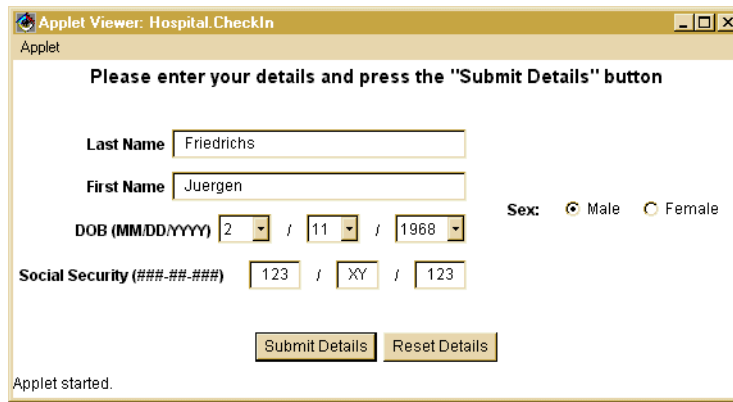 Applet Viewer: Hospital.CheckIn
Applet
Please enter your details and press the "Submit Details" button
Last Name Friedrichs
First Name Juergen
Sex: Male Female
DOB (MM/DD/YYYY) 2 / 11 / 1968
Social Security (###-##-###) 123 / XY / 123
Submit Details Reset Details
Applet started.